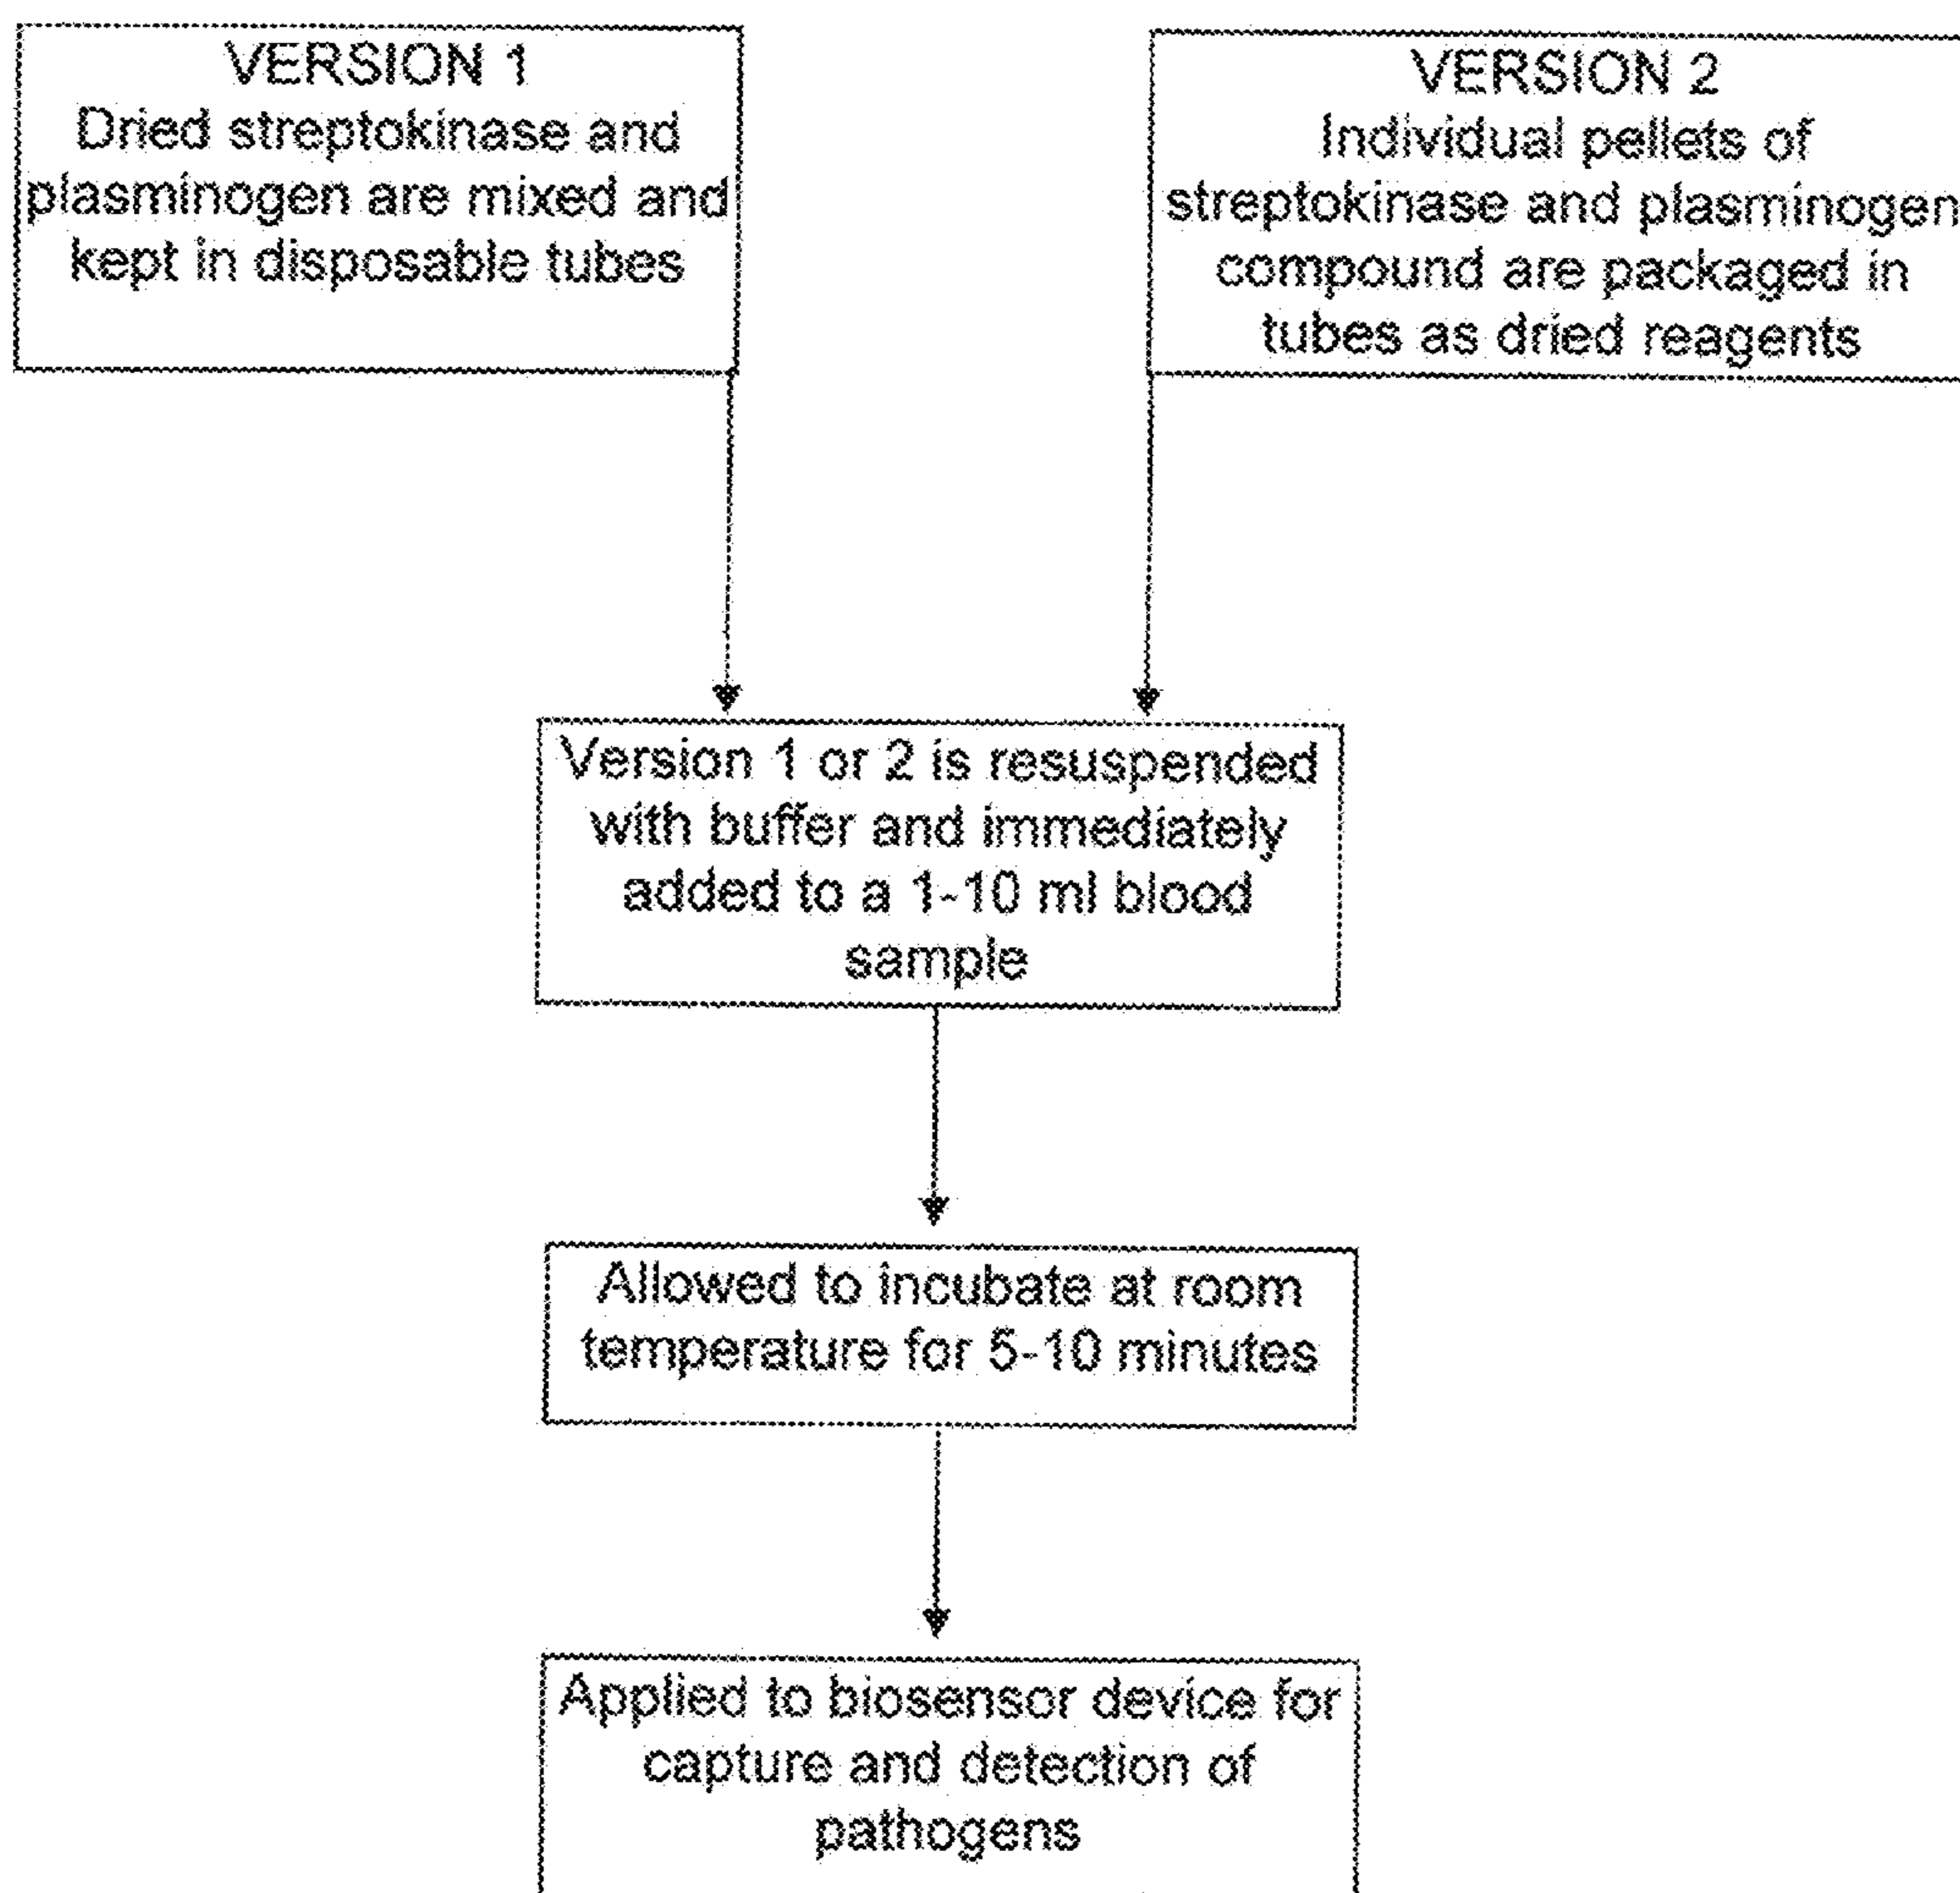 VERSION 1
Dried streptokinase and
plasminogen are mixed and
kept in disposable tubes
VERSION 2
Individual pellets of
streptokinase and plasminogen
compound are packaged in
tubes as dried reagents
Version 1 or 2 is resuspended
with buffer and immediately
added to a 1-10 ml blood
sample
Allowed to incubate at room
temperature for 5-10 minutes
Applied to biosensor device for
capture and detection of
pathogens